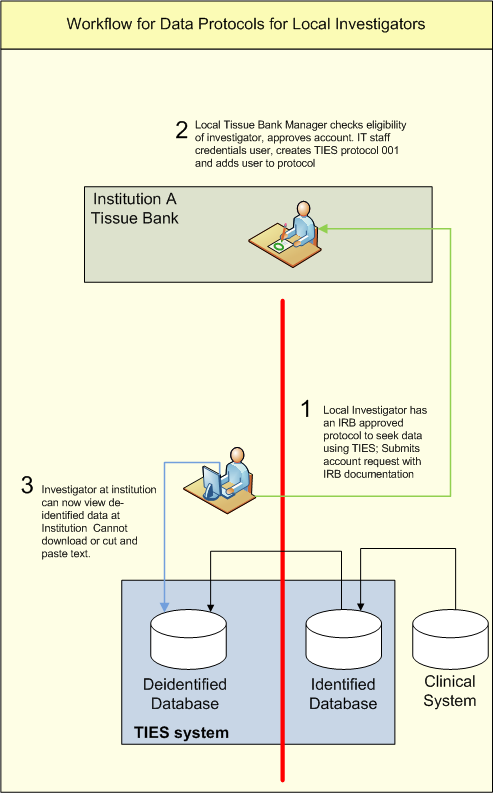 Workflow for Data Protocols for Local Investigators
2
Local Tissue Bank Manager checks eligibility
of investigator, approves account. IT staff
credentials user, creates TIES protocol 001
and adds user to protocol
Institution A
Tissue Bank
1
Local Investigator has
an IRB approved
protocol to seek data
using TIES; Submits
account request with
IRB documentation
3
Investigator at institution
can now view de-
identified data at
Institution  Cannot
download or cut and
paste text.
Deidentified
Database
Identified
Database
Clinical
System
TIES system